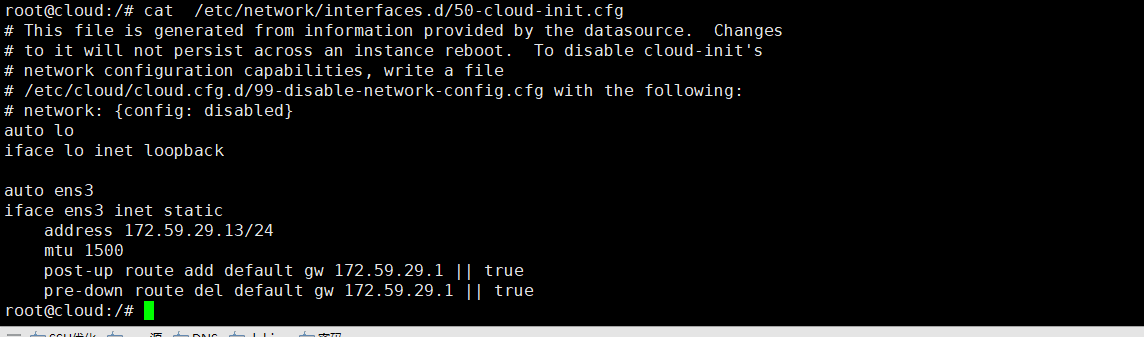 root@cloud:/# cat  /etc/network/interfaces.d/50-cloud-init.cfg
# This file is generated from information provided by the datasource.  Changes
# to it will not persist across an instance reboot.  To disable cloud-init's
# network configuration capabilities, write a file
# /etc/cloud/cloud.cfg.d/99-disable-network-config.cfg with the following:
# network: {config: disabled}
auto lo
iface lo inet loopback

auto ens3
iface ens3 inet static
    address 172.59.29.13/24
    mtu 1500
    post-up route add default gw 172.59.29.1 || true
    pre-down route del default gw 172.59.29.1 || true
root@cloud:/#